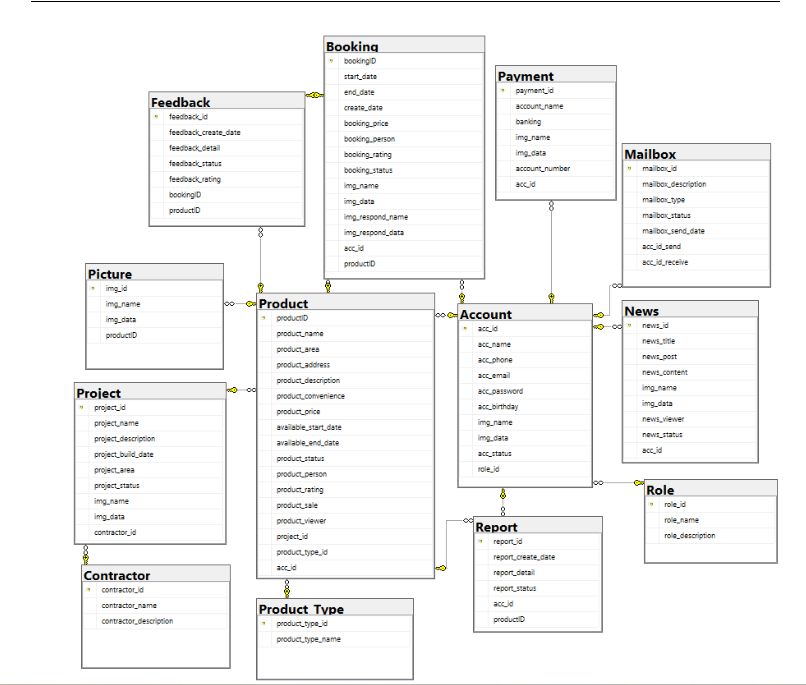 Booking
bookingID
start_date
end_date
create_date
booking_price
booking_person
booking_rating
booking_status
img_name
img_data
img_respond_name
img_respond_data
acc_id
productID
Payment
payment_id
account_name
banking
img_name
img_data
account_number
acc_id
Feedback
feedback_id
feedback_create_date
feedback_detail
feedback_status
feedback_rating
bookingID
productID
Mailbox
mailbox_id
mailbox_description
mailbox_type
mailbox_status
mailbox_send_date
acc_id_send
acc_id_receive
Picture
img_id
img_name
img_data
productID
Product
productID
product_name
product_area
product_address
product_description
product_convenience
product_price
available_start_date
available_end_date
product_status
product_person
product_rating
product_sale
product_viewer
project_id
product_type_id
acc_id
Account
acc_id
acc_name
acc_phone
acc_email
acc_password
acc_birthday
img_name
img_data
acc_status
role_id
News
news_id
news_title
news_post
news_content
img_name
img_data
news_viewer
news_status
acc_id
Project
project_id
project_name
project_description
project_build_date
project_area
project_status
img_name
img_data
contractor_id
Role
role_id
role_name
role_description
Report
report_id
report_create_date
report_detail
report_status
acc_id
productID
Contractor
contractor_id
contractor_name
contractor_description
Product_Type
product_type_id
product_type_name